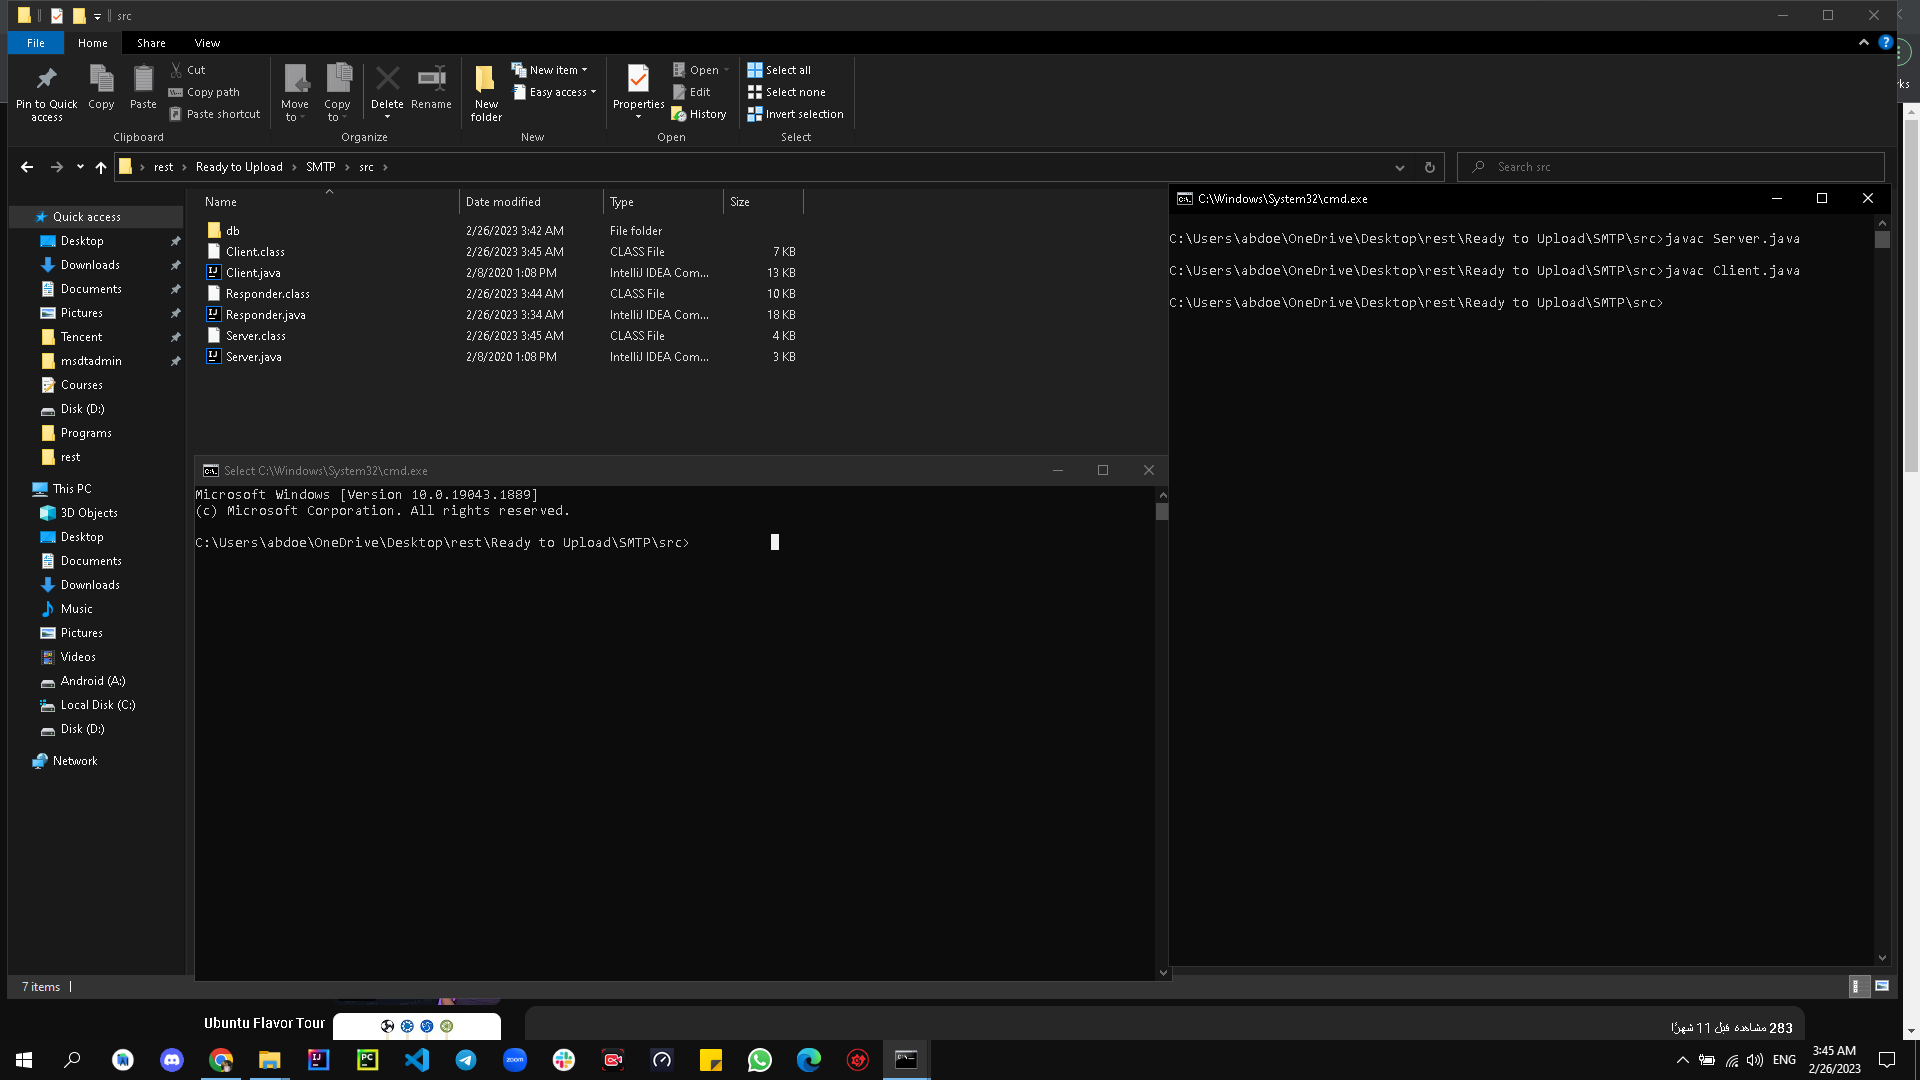 src
File Home Share View
Pin to Quick access
Copy
Paste
Cut
Copy path
Paste shortcut
Clipboard
Move to
Copy to
Delete
Rename
Organize
New folder
New item
Easy access
New
Properties
Open
Edit
History
Open
Select all
Select none
Invert selection
Select
rest › Ready to Upload › SMTP › src ›
Search src
Quick access
Desktop
Downloads
Documents
Pictures
Tencent
msdtadmin
Courses
Disk (D:)
Programs
rest
This PC
3D Objects
Desktop
Documents
Downloads
Music
Pictures
Videos
Android (A:)
Local Disk (C:)
Disk (D:)
Network
Name Date modified Type Size
db 2/26/2023 3:42 AM File folder
Client.class 2/26/2023 3:45 AM CLASS File 7 KB
Client.java 2/8/2020 1:08 PM IntelliJ IDEA Com... 13 KB
Responder.class 2/26/2023 3:44 AM CLASS File 10 KB
Responder.java 2/26/2023 3:34 AM IntelliJ IDEA Com... 18 KB
Server.class 2/26/2023 3:45 AM CLASS File 4 KB
Server.java 2/8/2020 1:08 PM IntelliJ IDEA Com... 3 KB
Select C:\Windows\System32\cmd.exe
Microsoft Windows [Version 10.0.19043.1889]
(c) Microsoft Corporation. All rights reserved.
C:\Users\abdoe\OneDrive\Desktop\rest\Ready to Upload\SMTP\src>
C:\Windows\System32\cmd.exe
C:\Users\abdoe\OneDrive\Desktop\rest\Ready to Upload\SMTP\src>javac Server.java
C:\Users\abdoe\OneDrive\Desktop\rest\Ready to Upload\SMTP\src>javac Client.java
C:\Users\abdoe\OneDrive\Desktop\rest\Ready to Upload\SMTP\src>
7 items
Ubuntu Flavor Tour
283 مشاهدة قبل 11 شهرًا
zoom
ENG
3:45 AM
2/26/2023